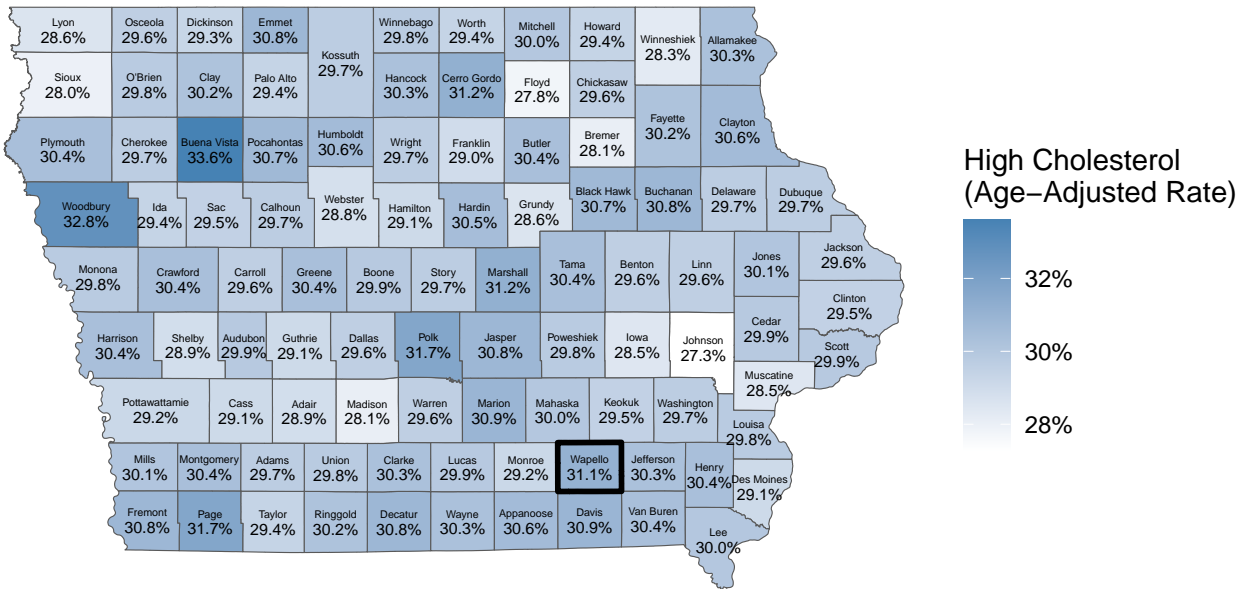 Lyon
28.6%
Osceola
29.6%
Dickinson
29.3%
Emmet
30.8%
Kossuth
29.7%
Winnebago
29.8%
Worth
29.4%
Mitchell
30.0%
Howard
29.4%
Winneshiek
28.3%
Allamakee
30.3%
Sioux
28.0%
O'Brien
29.8%
Clay
30.2%
Palo Alto
29.4%
Hancock
30.3%
Cerro Gordo
31.2%
Floyd
27.8%
Chickasaw
29.6%
Fayette
30.2%
Clayton
30.6%
Plymouth
30.4%
Cherokee
29.7%
Buena Vista
33.6%
Pocahontas
30.7%
Humboldt
30.6%
Wright
29.7%
Franklin
29.0%
Butler
30.4%
Bremer
28.1%
Woodbury
32.8%
Ida
29.4%
Sac
29.5%
Calhoun
29.7%
Webster
28.8%
Hamilton
29.1%
Hardin
30.5%
Grundy
28.6%
Black Hawk
30.7%
Buchanan
30.8%
Delaware
29.7%
Dubuque
29.7%
Monona
29.8%
Crawford
30.4%
Carroll
29.6%
Greene
30.4%
Boone
29.9%
Story
29.7%
Marshall
31.2%
Tama
30.4%
Benton
29.6%
Linn
29.6%
Jones
30.1%
Jackson
29.6%
Clinton
29.5%
Harrison
30.4%
Shelby
28.9%
Audubon
29.9%
Guthrie
29.1%
Dallas
29.6%
Polk
31.7%
Jasper
30.8%
Poweshiek
29.8%
Iowa
28.5%
Johnson
27.3%
Cedar
29.9%
Scott
29.9%
Muscatine
28.5%
Pottawattamie
29.2%
Cass
29.1%
Adair
28.9%
Madison
28.1%
Warren
29.6%
Marion
30.9%
Mahaska
30.0%
Keokuk
29.5%
Washington
29.7%
Louisa
29.8%
Mills
30.1%
Montgomery
30.4%
Adams
29.7%
Union
29.8%
Clarke
30.3%
Lucas
29.9%
Monroe
29.2%
Wapello
31.1%
Jefferson
30.3%
Henry
30.4%
Des Moines
29.1%
Fremont
30.8%
Page
31.7%
Taylor
29.4%
Ringgold
30.2%
Decatur
30.8%
Wayne
30.3%
Appanoose
30.6%
Davis
30.9%
Van Buren
30.4%
Lee
30.0%
High Cholesterol
(Age−Adjusted Rate)
32%
30%
28%